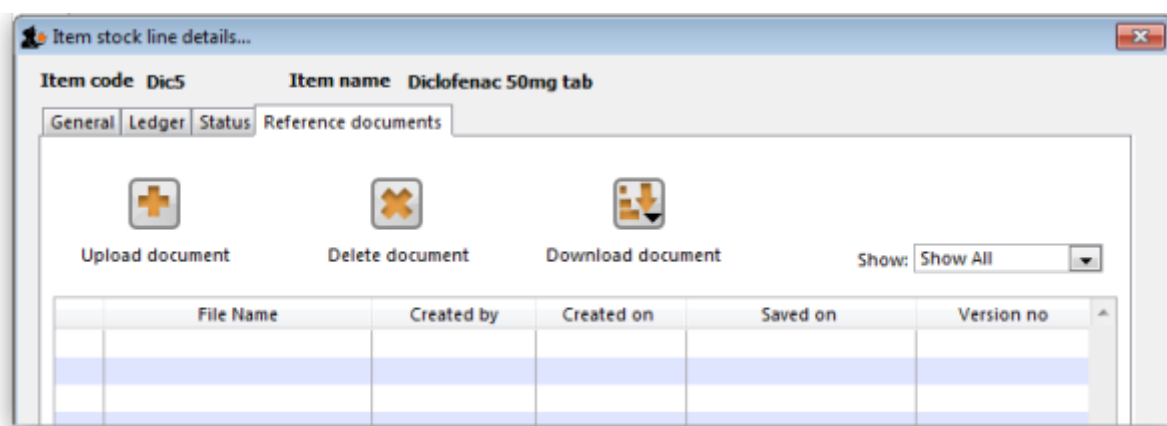 Item stock line details...
Item code Dic5 Item name Diclofenac 50mg tab
General Ledger Status Reference documents
Upload document Delete document Download document
Show: Show All
File Name Created by Created on Saved on Version no